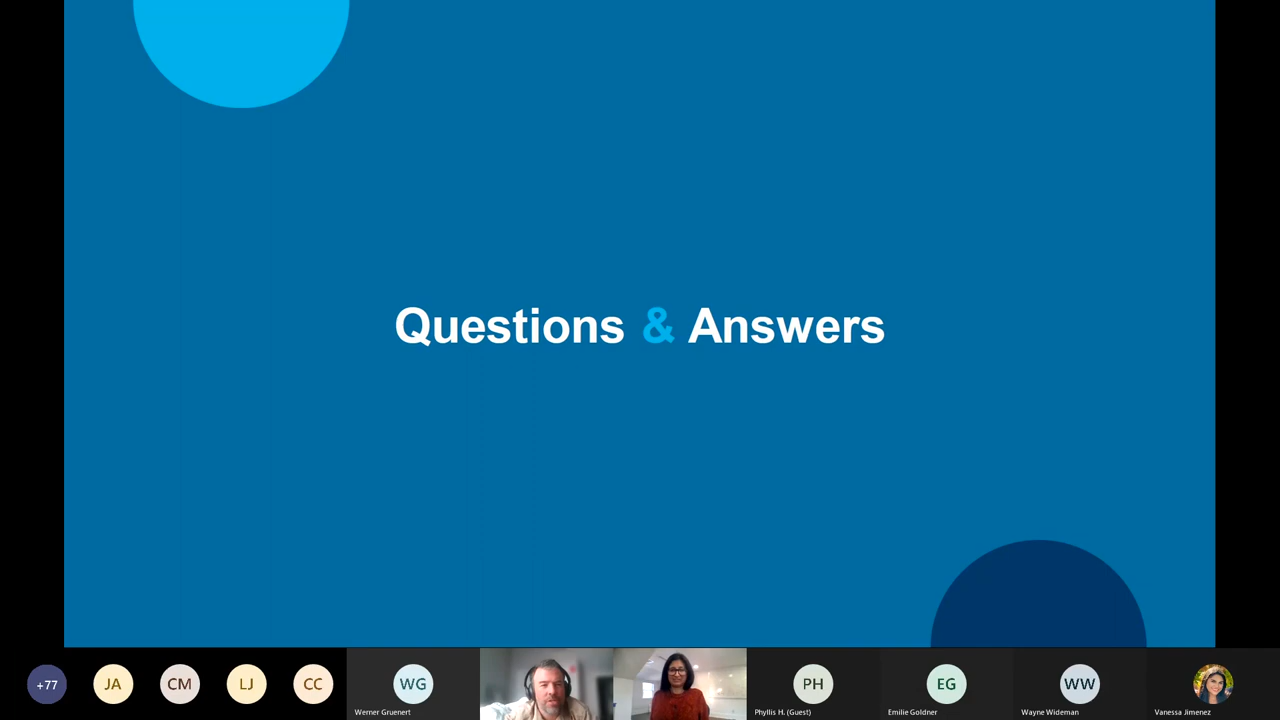 Questions & Answers
+77
JA
CM
LJ
CC
WG
PH
EG
WW
Werner Gruenert
Phyllis H. (Guest)
Emilie Goldner
Wayne Wideman
Vanessa Jimenez